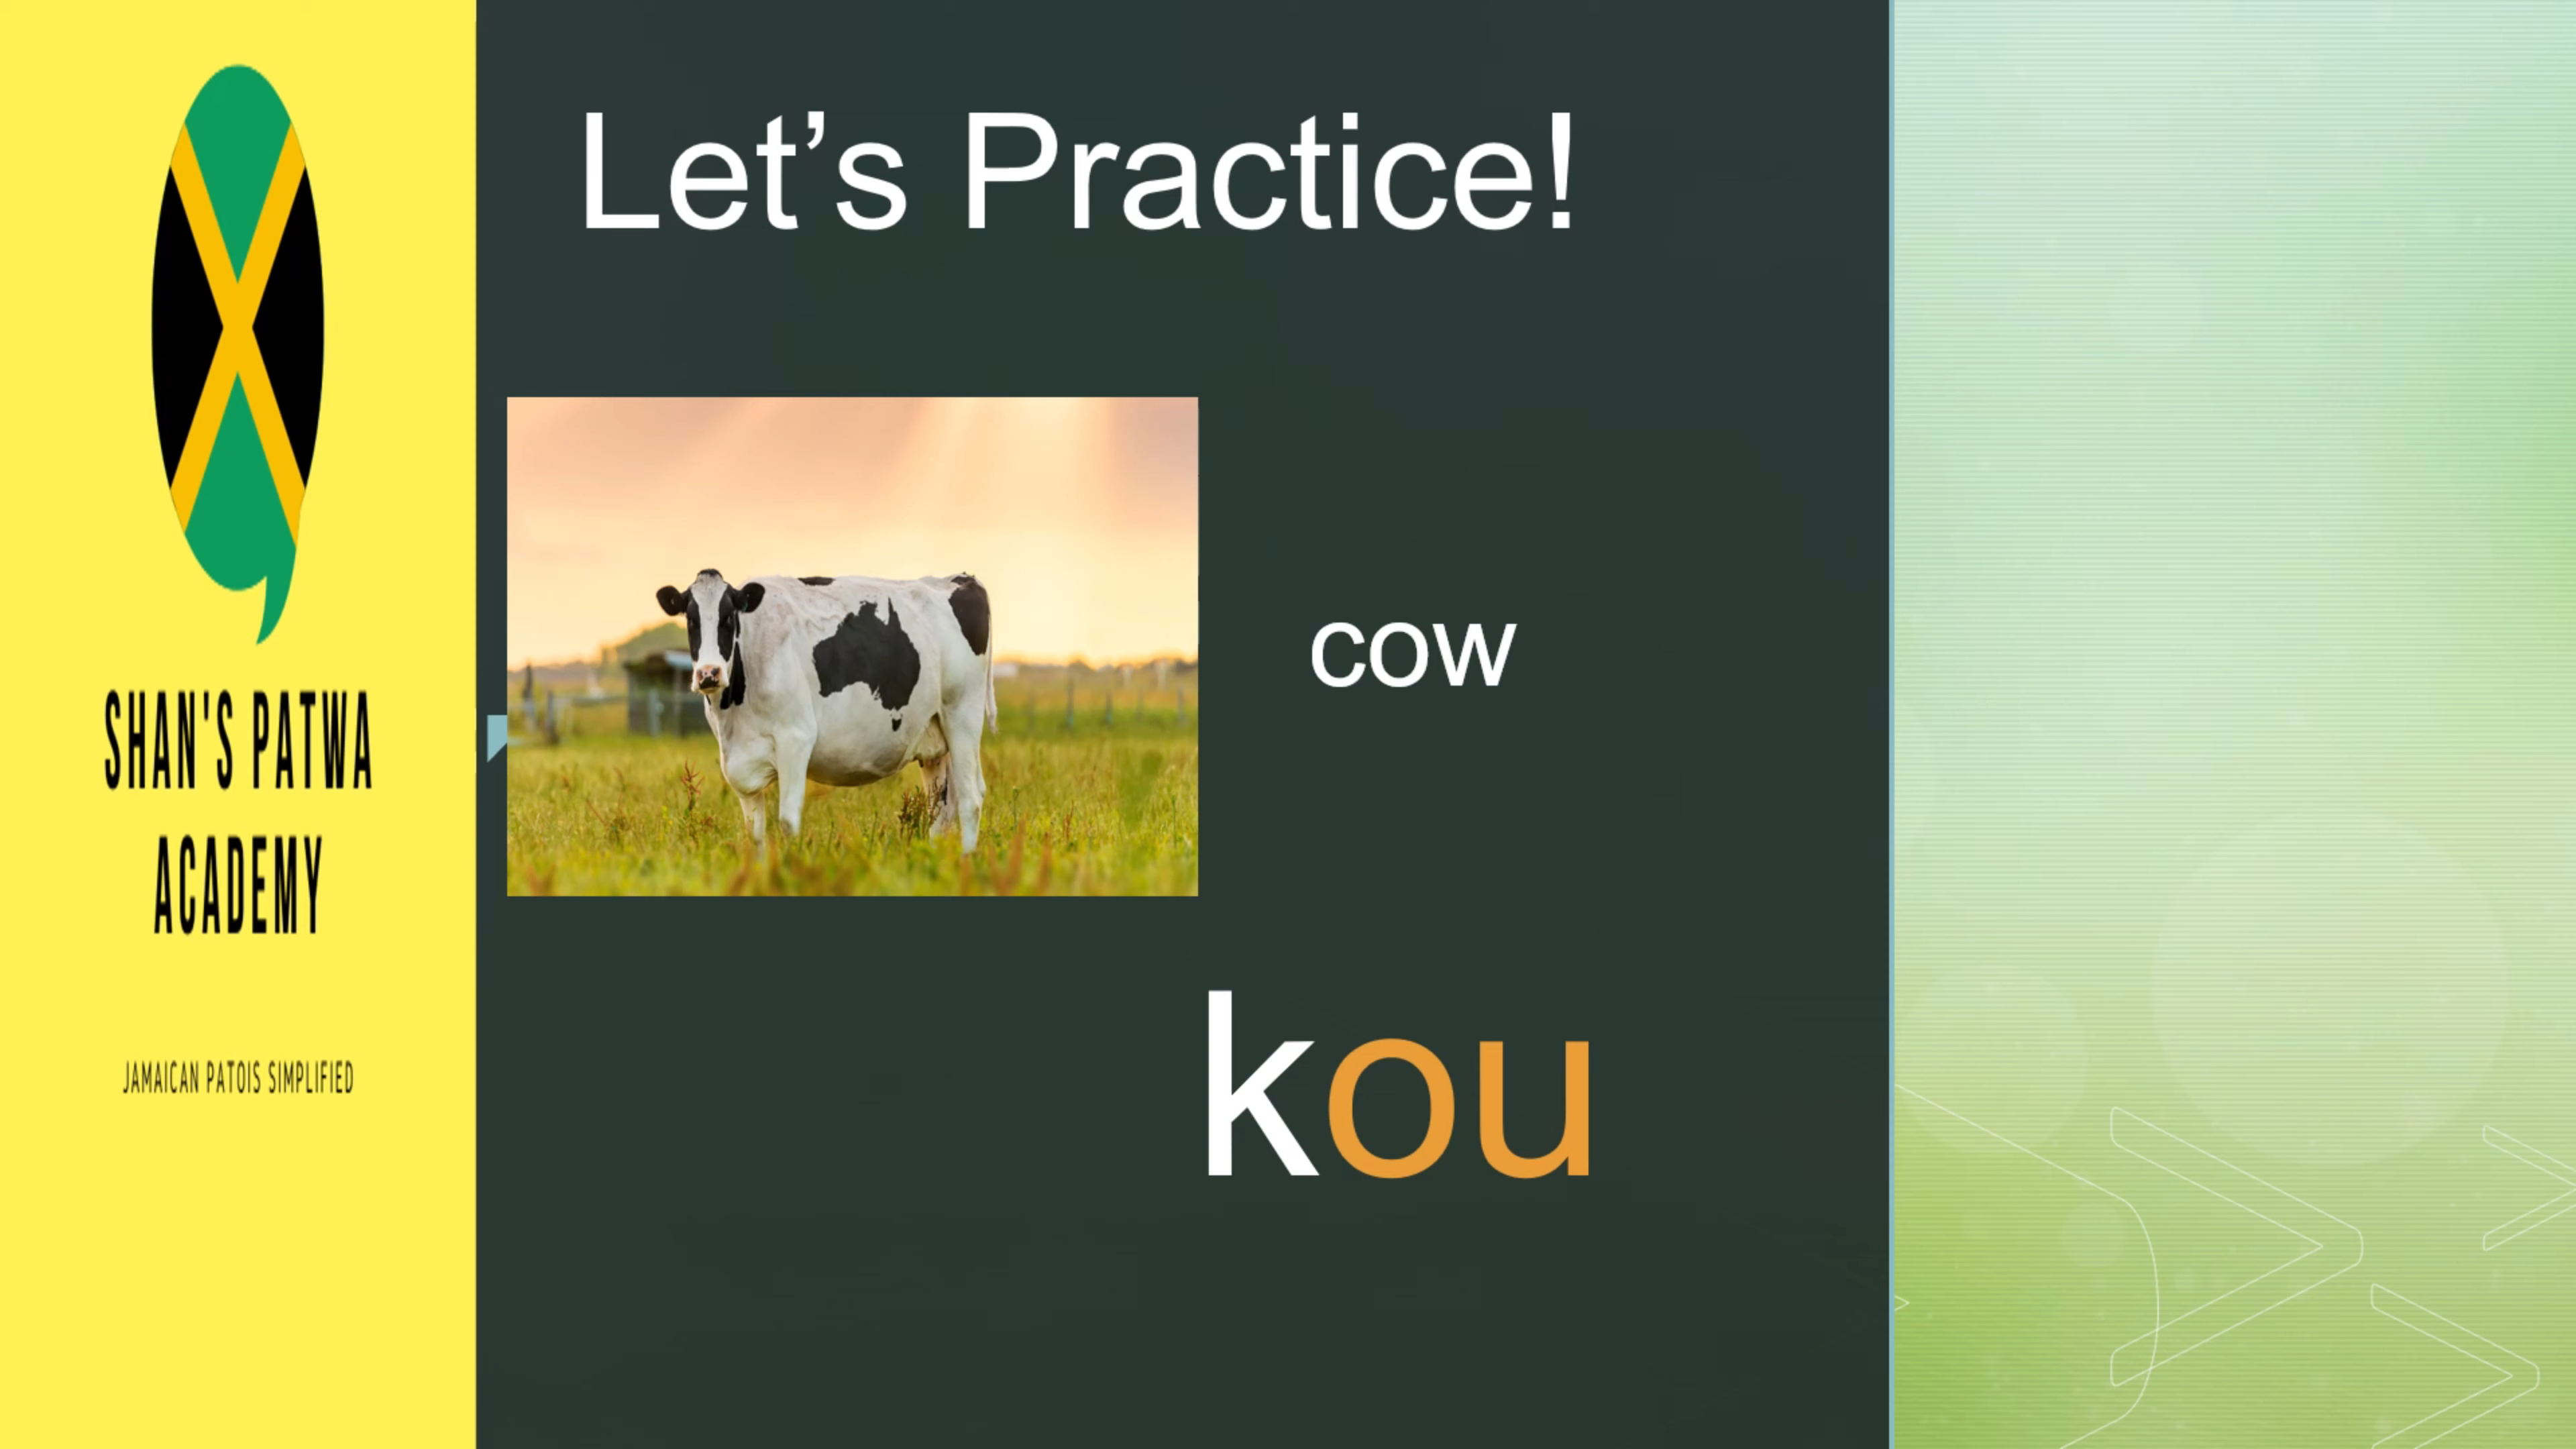 SHAN'S PATWA
ACADEMY
JAMAICAN PATOIS SIMPLIFIED
Let’s Practice!
cow
kou